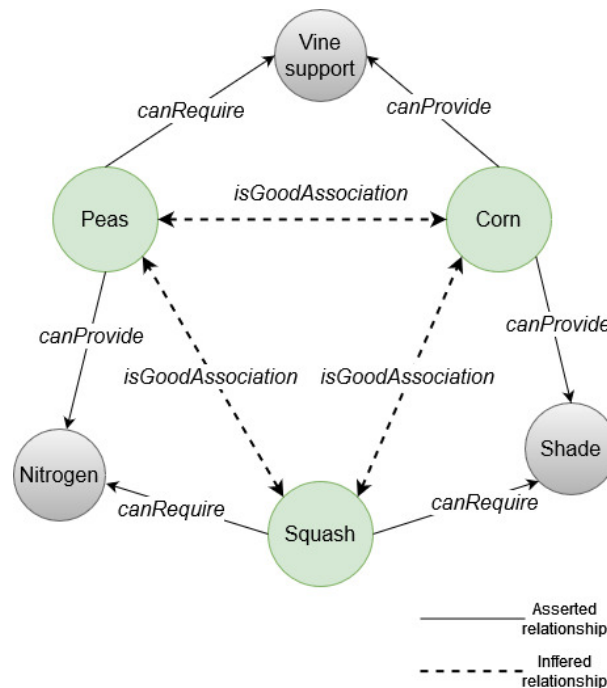 Vine
support
canRequire
canProvide
isGoodAssociation
Peas
Corn
canProvide
canProvide
isGoodAssociation
isGoodAssociation
Nitrogen
Shade
canRequire
canRequire
Squash
Asserted
relationship
Inffered
relationship